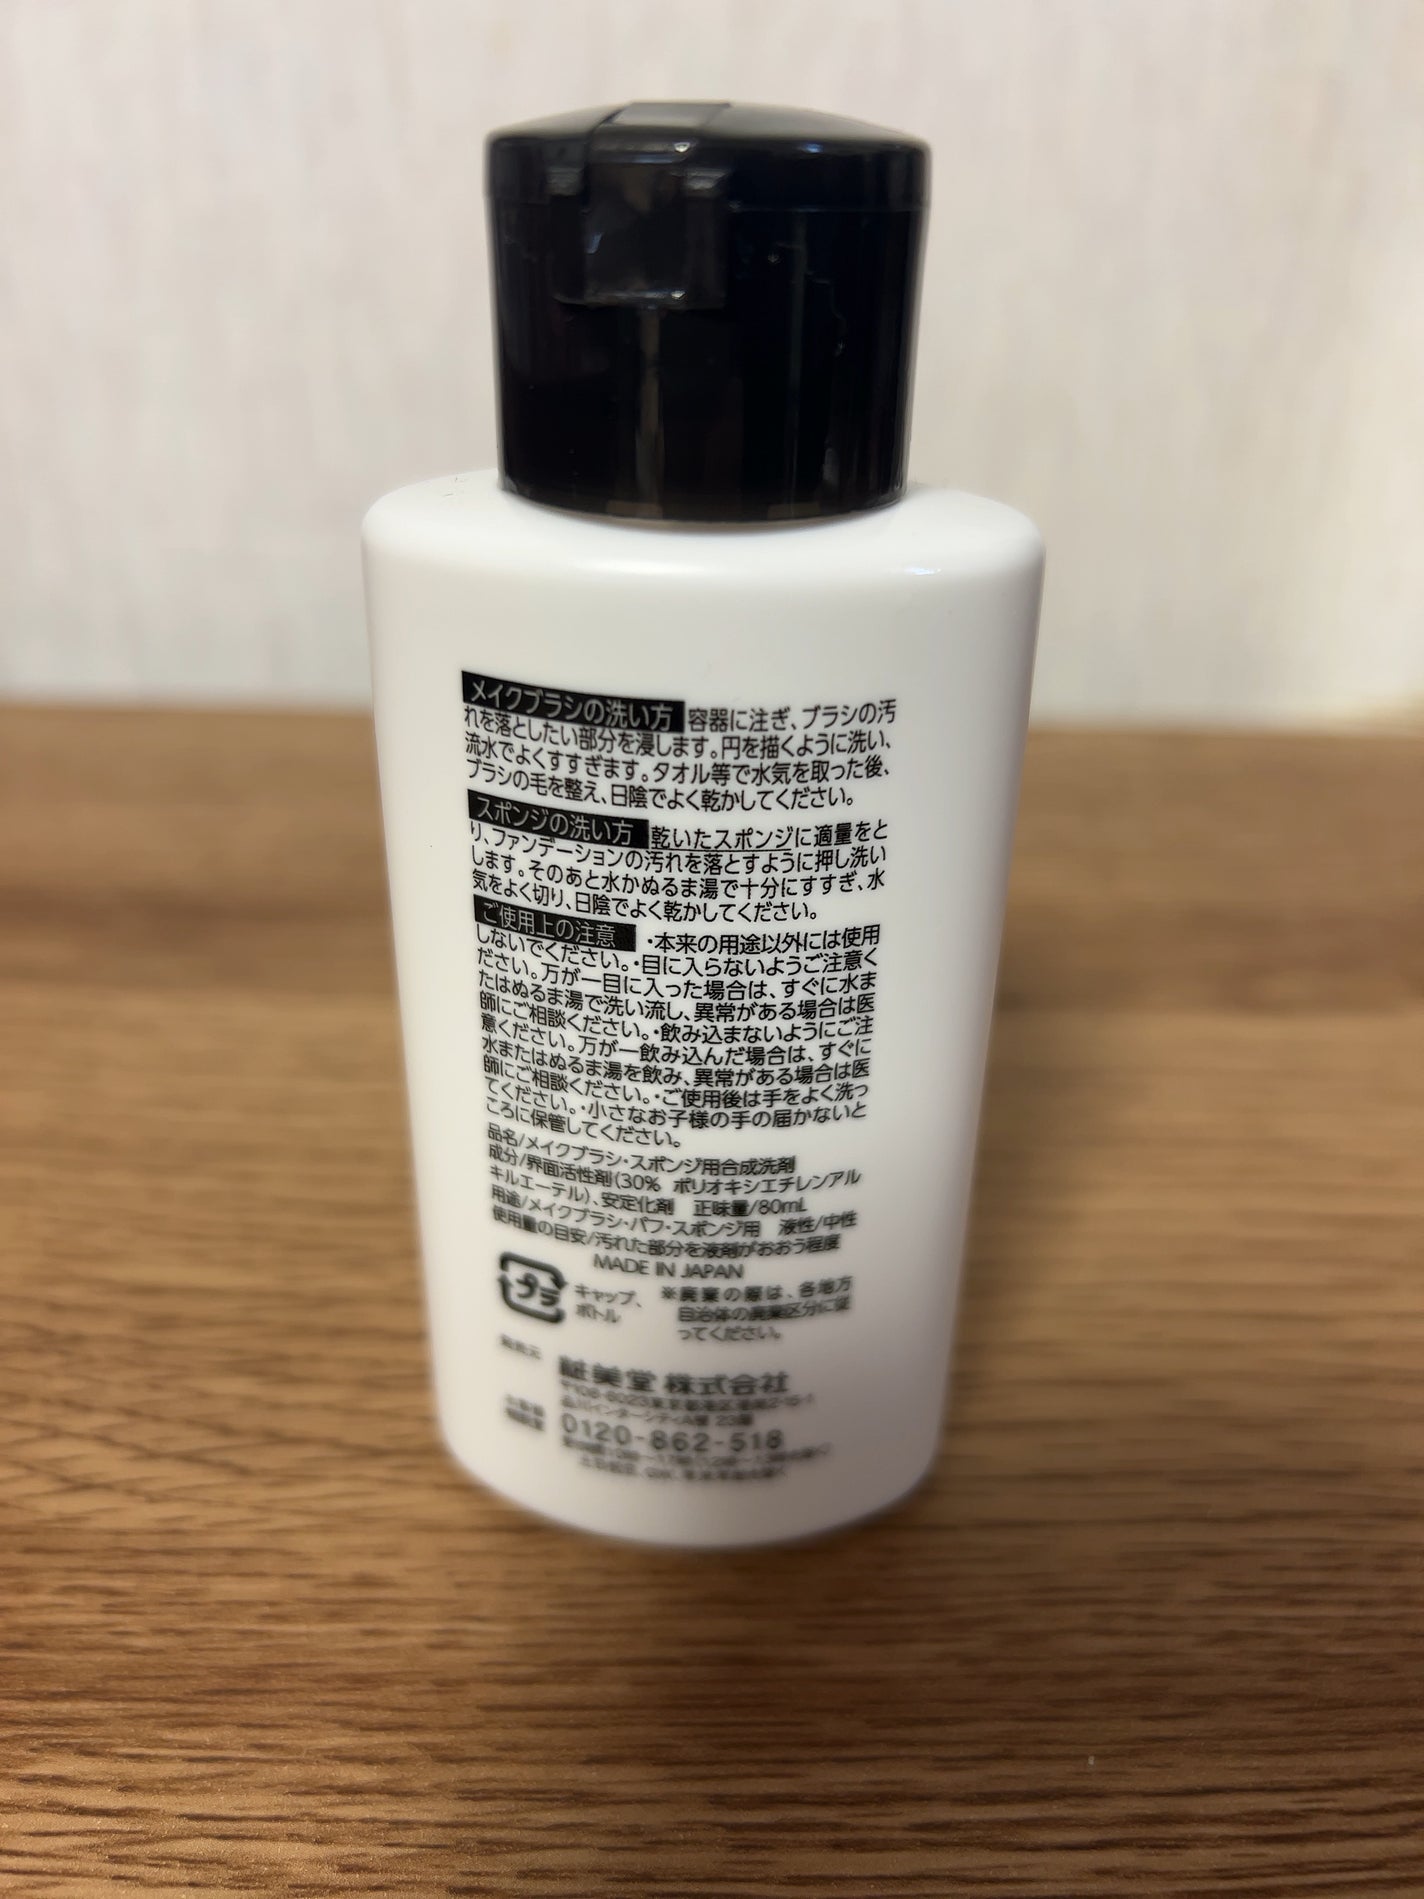 メイクブラシの洗い方 容器に注ぎ、ブラシの汚
れを落としたい部分を浸します。円を描くように洗い、
流水でよくすすぎます。タオル等で水気を取った後、
ブラシの毛を整え、日陰でよく乾かしてください。
スポンジの洗い方 乾いたスポンジに適量をと
り、ファンデーションの汚れを落とすように押し洗い
します。そのあと水かぬるま湯で十分にすすぎ、水
気をよく切り、日陰でよく乾かしてください。
ご使用上の注意 ・本来の用途以外には使用
しないでください。・目に入らないようご注意く
ださい。万が一目に入った場合は、すぐに水ま
たはぬるま湯で洗い流し、異常がある場合は医
師にご相談ください。・飲み込まないようにご注
意ください。万が一飲み込んだ場合は、すぐに
水またはぬるま湯を飲み、異常がある場合は医
師にご相談ください。・ご使用後は手をよく洗っ
てください。・小さなお子様の手の届かないと
ころに保管してください。
品名/メイクブラシ・スポンジ用合成洗剤
成分/界面活性剤(30% ポリオキシエチレンアル
キルエーテル)、安定化剤 正味量/80mL
用途/メイクブラシ・パフ・スポンジ用 液性/中性
使用量の目安/汚れた部分を液剤がおおう程度
MADE IN JAPAN
プラ キャップ、 ※廃棄の際は、各地方
ボトル 自治体の廃棄区分に従
ってください。
株式会社
品川インターシティA棟 23階
0120-862-518